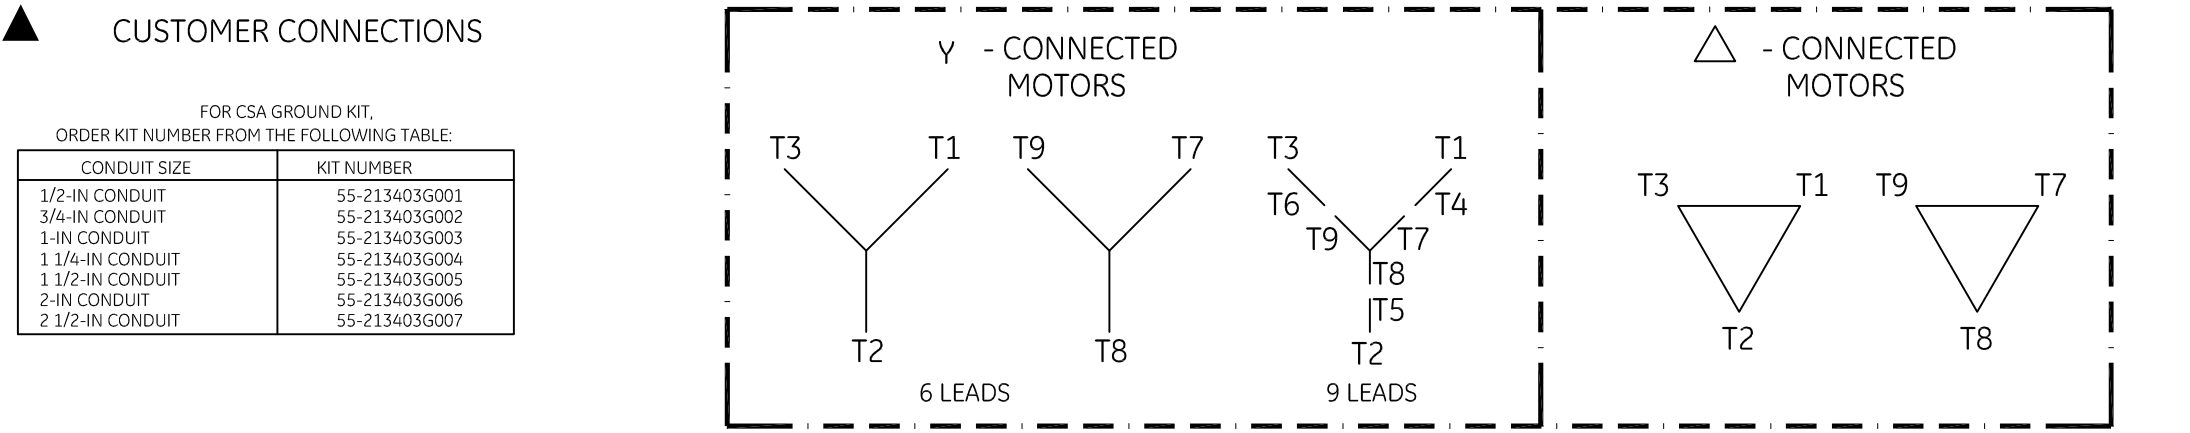 CUSTOMER CONNECTIONS
FOR CSA GROUND KIT,
ORDER KIT NUMBER FROM THE FOLLOWING TABLE:
CONDUIT SIZE KIT NUMBER
1/2-IN CONDUIT 55-213403G001
3/4-IN CONDUIT 55-213403G002
1-IN CONDUIT 55-213403G003
1 1/4-IN CONDUIT 55-213403G004
1 1/2-IN CONDUIT 55-213403G005
2-IN CONDUIT 55-213403G006
2 1/2-IN CONDUIT 55-213403G007
Y - CONNECTED
MOTORS
T3 T1 T9 T7 T3 T1
T6 T4
T9 T7
T8
T5
T2 T8 T2
6 LEADS 9 LEADS
- CONNECTED
MOTORS
T3 T1 T9 T7
T2 T8